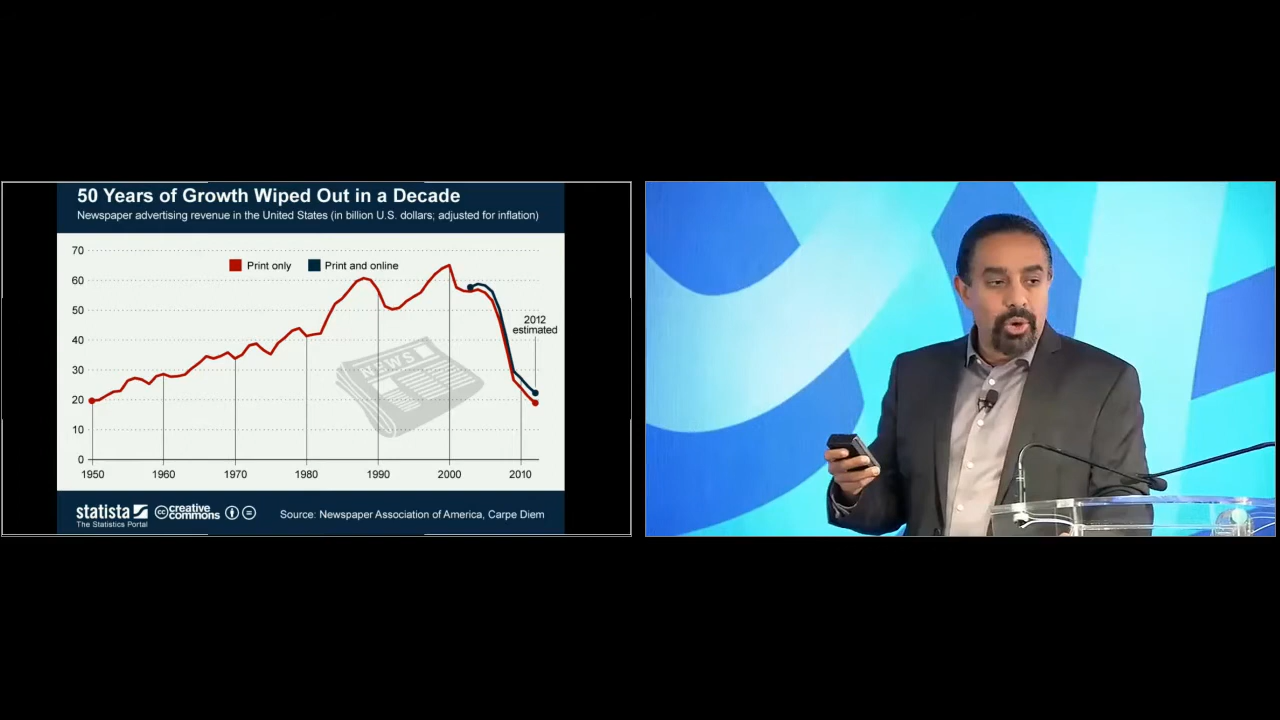 50 Years of Growth Wiped Out in a Decade
Newspaper advertising revenue in the United States (in billion U.S. dollars; adjusted for inflation)
70
Print only
Print and online
60
50
2012
estimated
40
NEWS
30
20
10
0
1950 1960 1970 1980 1990 2000 2010
statista
The Statistics Portal
cc creative commons
Source: Newspaper Association of America, Carpe Diem